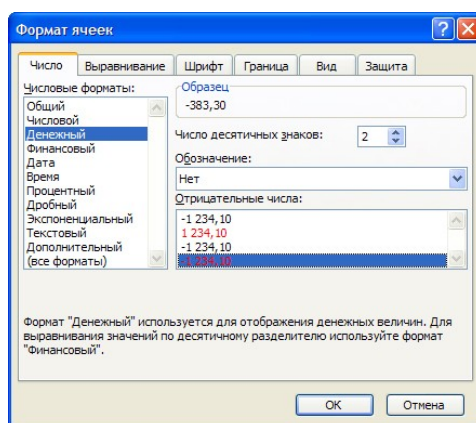 Формат ячеек
Число Выравнивание Шрифт Граница Вид Защита
Числовые форматы:
Общий
Числовой
Денежный
Финансовый
Дата
Время
Процентный
Дробный
Экспоненциальный
Текстовый
Дополнительный
(все форматы)
Образец
-383,30
Число десятичных знаков: 2
Обозначение:
Нет
Отрицательные числа:
-1 234,10
1 234,10
-1 234,10
-1 234,10
Формат "Денежный" используется для отображения денежных величин. Для
выравнивания значений по десятичному разделителю используйте формат
"Финансовый".
ОК Отмена